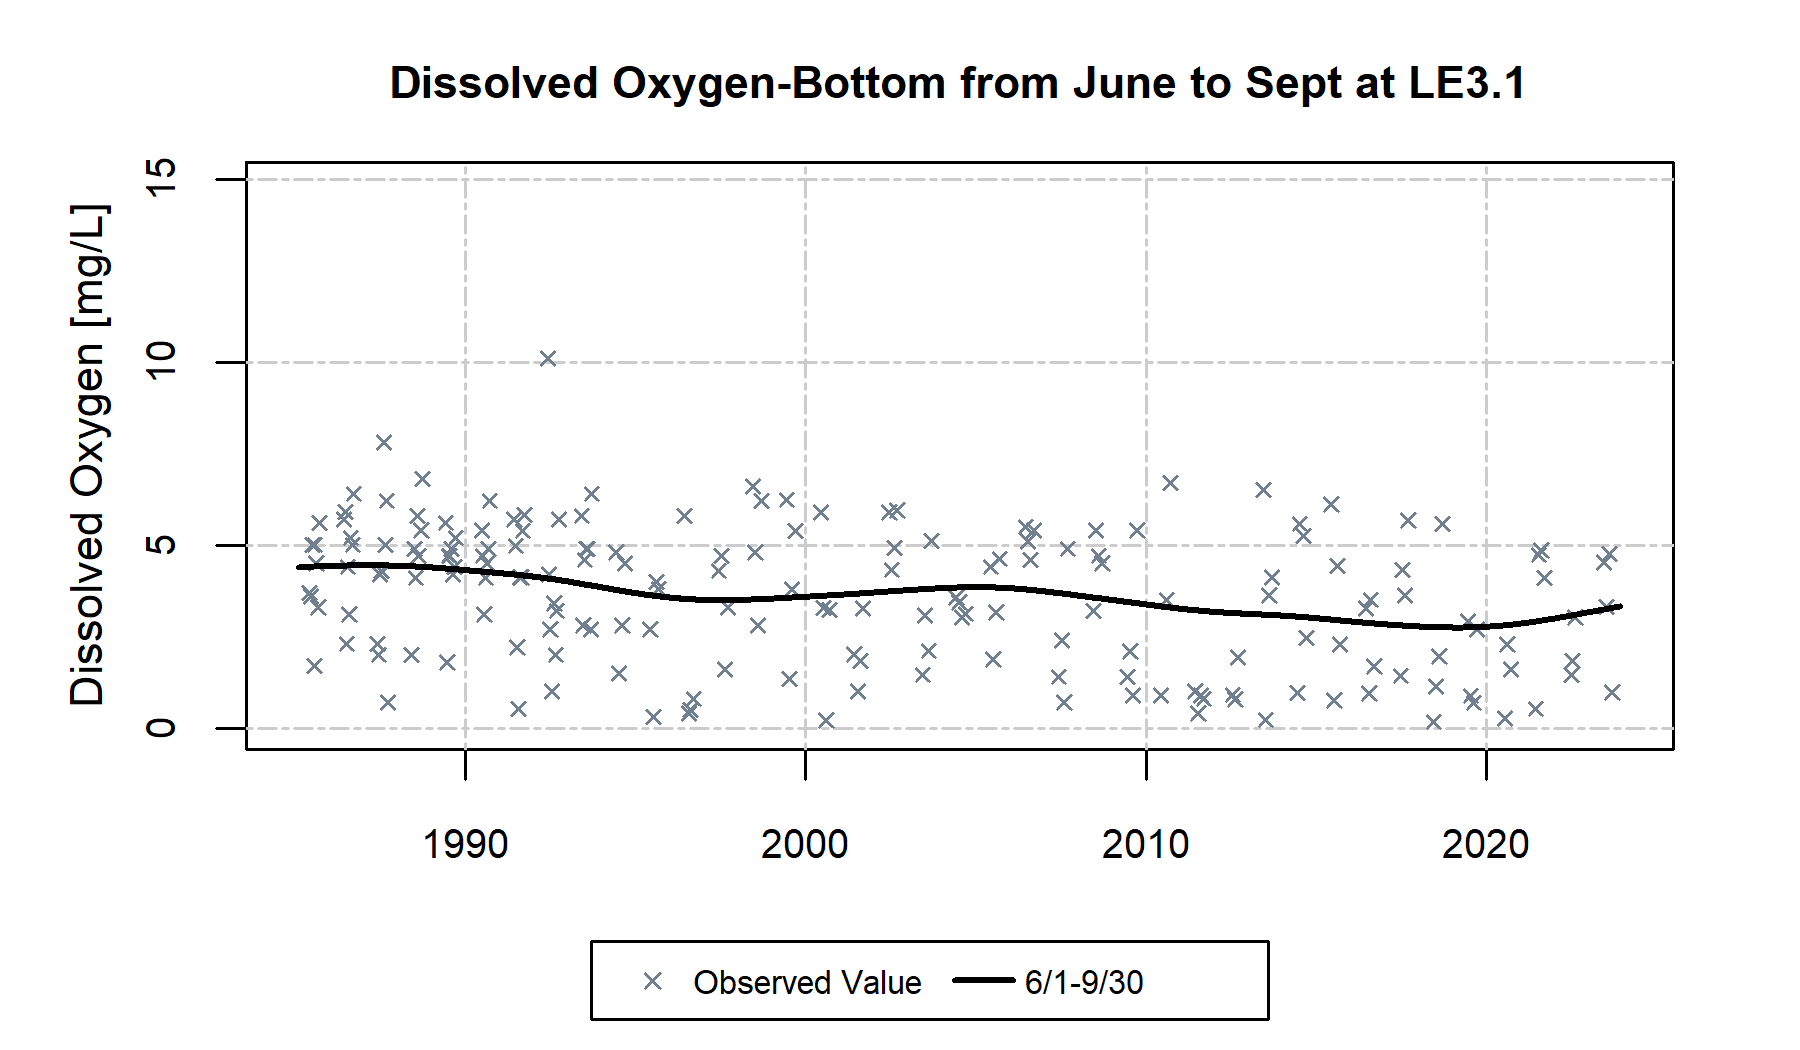 Dissolved Oxygen-Bottom from June to Sept at LE3.1
Dissolved Oxygen [mg/L]
15
10
5
0
1990 2000 2010 2020
Observed Value 6/1-9/30